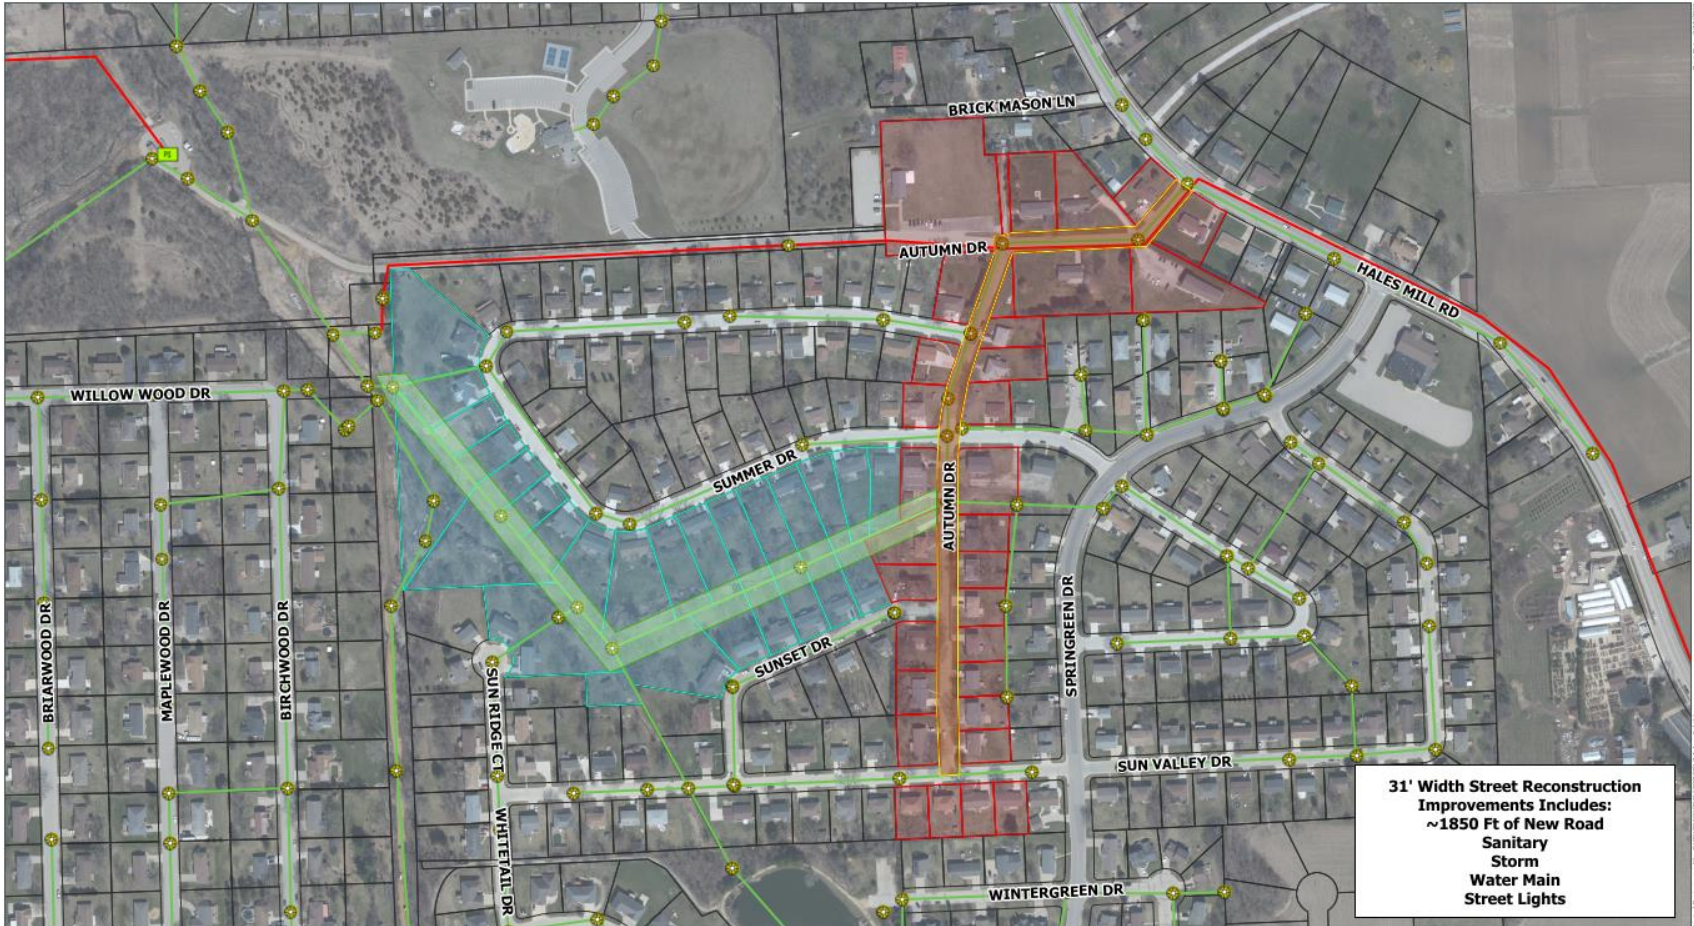 BRICK MASON LN
PS
AUTUMN DR
HALES MILL RD
WILLOW WOOD DR
SUMMER DR
AUTUMN DR
BRIARWOOD DR
MAPLEWOOD DR
BIRCHWOOD DR
SUN RIDGE CT
SUNSET DR
SPRINGREEN DR
SUN VALLEY DR
WHITETAIL DR
WINTERGREEN DR
31' Width Street Reconstruction
Improvements Includes:
~1850 Ft of New Road
Sanitary
Storm
Water Main
Street Lights